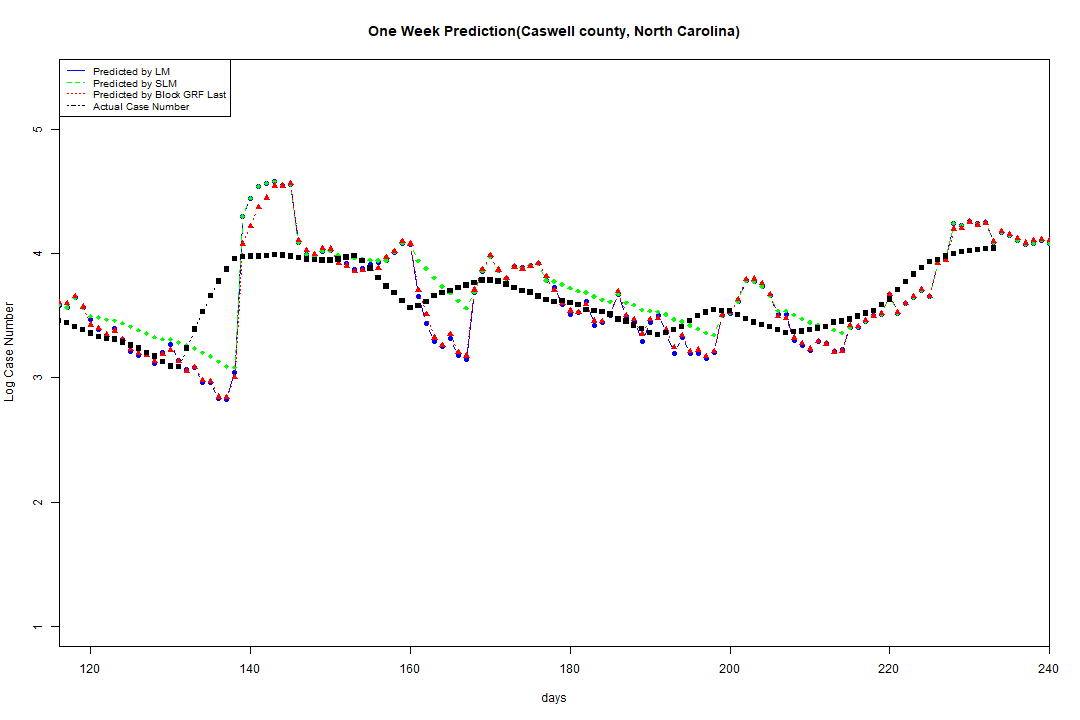 One Week Prediction(Caswell county, North Carolina)
Predicted by LM
Predicted by SLM
Predicted by Block GRF Last
Actual Case Number
5
4
3
2
1
Log Case Number
120 140 160 180 200 220 240
days